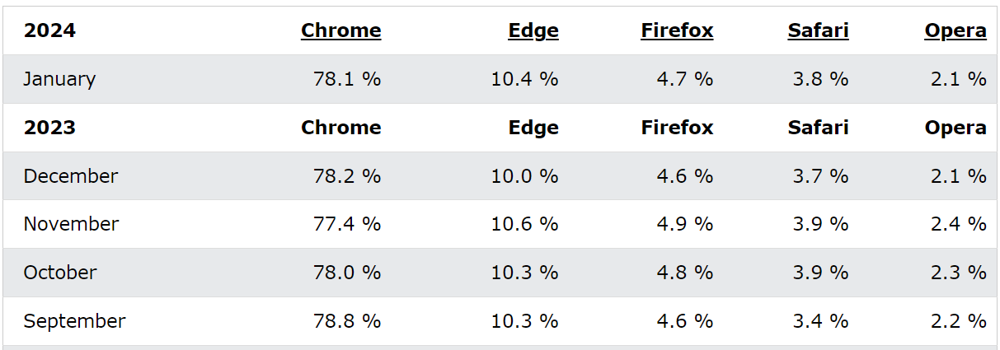 2024 Chrome Edge Firefox Safari Opera
January 78.1 % 10.4 % 4.7 % 3.8 % 2.1 %
2023 Chrome Edge Firefox Safari Opera
December 78.2 % 10.0 % 4.6 % 3.7 % 2.1 %
November 77.4 % 10.6 % 4.9 % 3.9 % 2.4 %
October 78.0 % 10.3 % 4.8 % 3.9 % 2.3 %
September 78.8 % 10.3 % 4.6 % 3.4 % 2.2 %